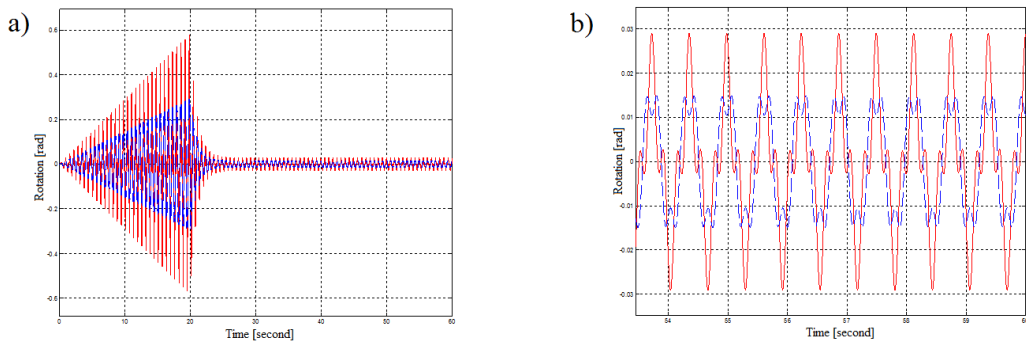 a)
Rotation [rad]
0.6
0.4
0.2
0
-0.2
-0.4
-0.6
0 10 20 30 40 50 60
Time [second]
b)
Rotation [rad]
0.03
0.02
0.01
0
-0.01
-0.02
-0.03
54 55 56 57 58 59 60
Time [second]